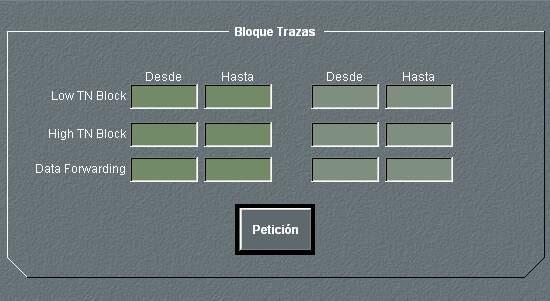 Bloque Trazas
Desde Hasta Desde Hasta
Low TN Block
High TN Block
Data Forwarding
Petición